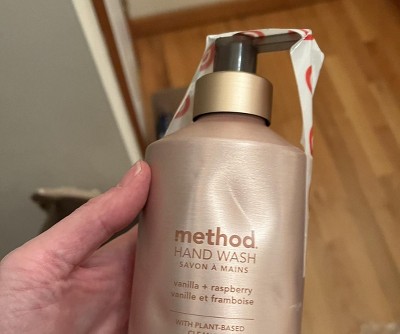 method.
HAND WASH
SAVON À MAINS
vanilla + raspberry
vanille et framboise
WITH PLANT-BASED